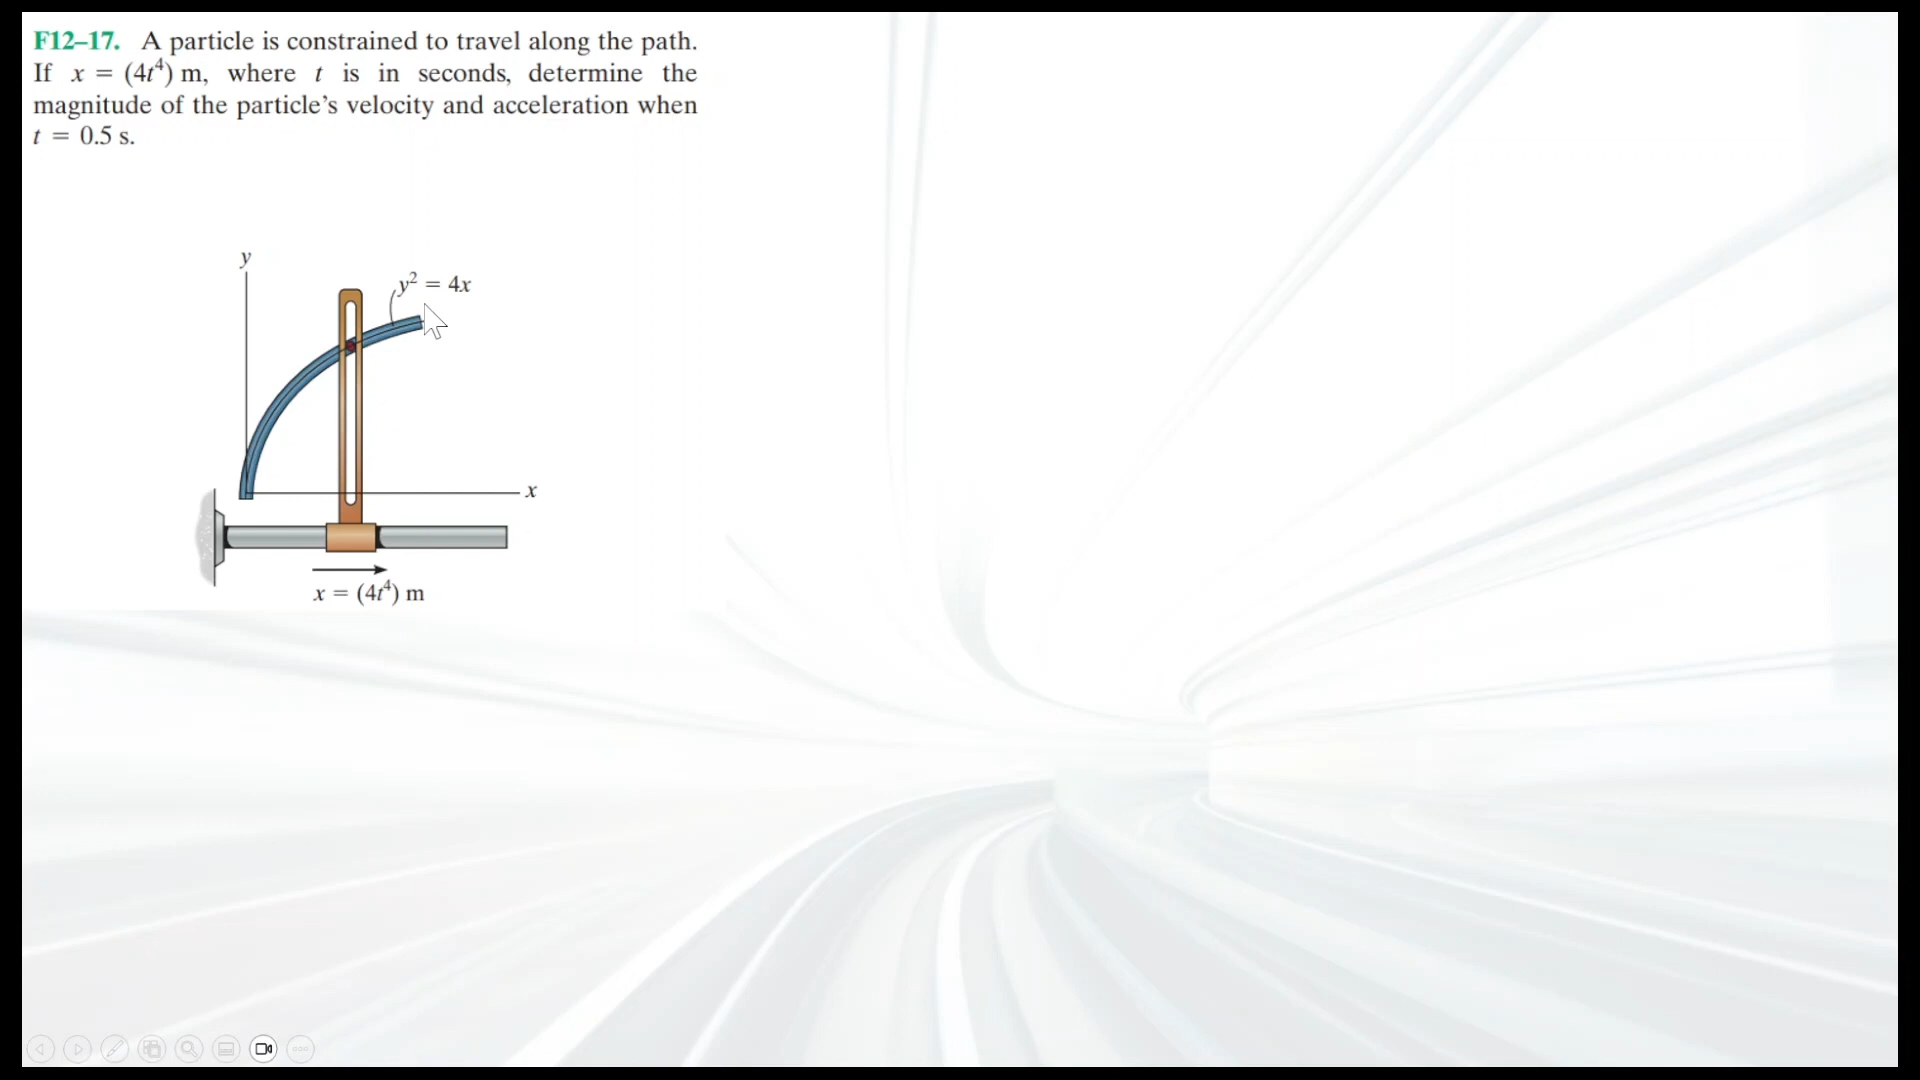 F12–17. A particle is constrained to travel along the path.
If x = (4t⁴) m, where t is in seconds, determine the
magnitude of the particle’s velocity and acceleration when
t = 0.5 s.
y
y² = 4x
x
x = (4t⁴) m